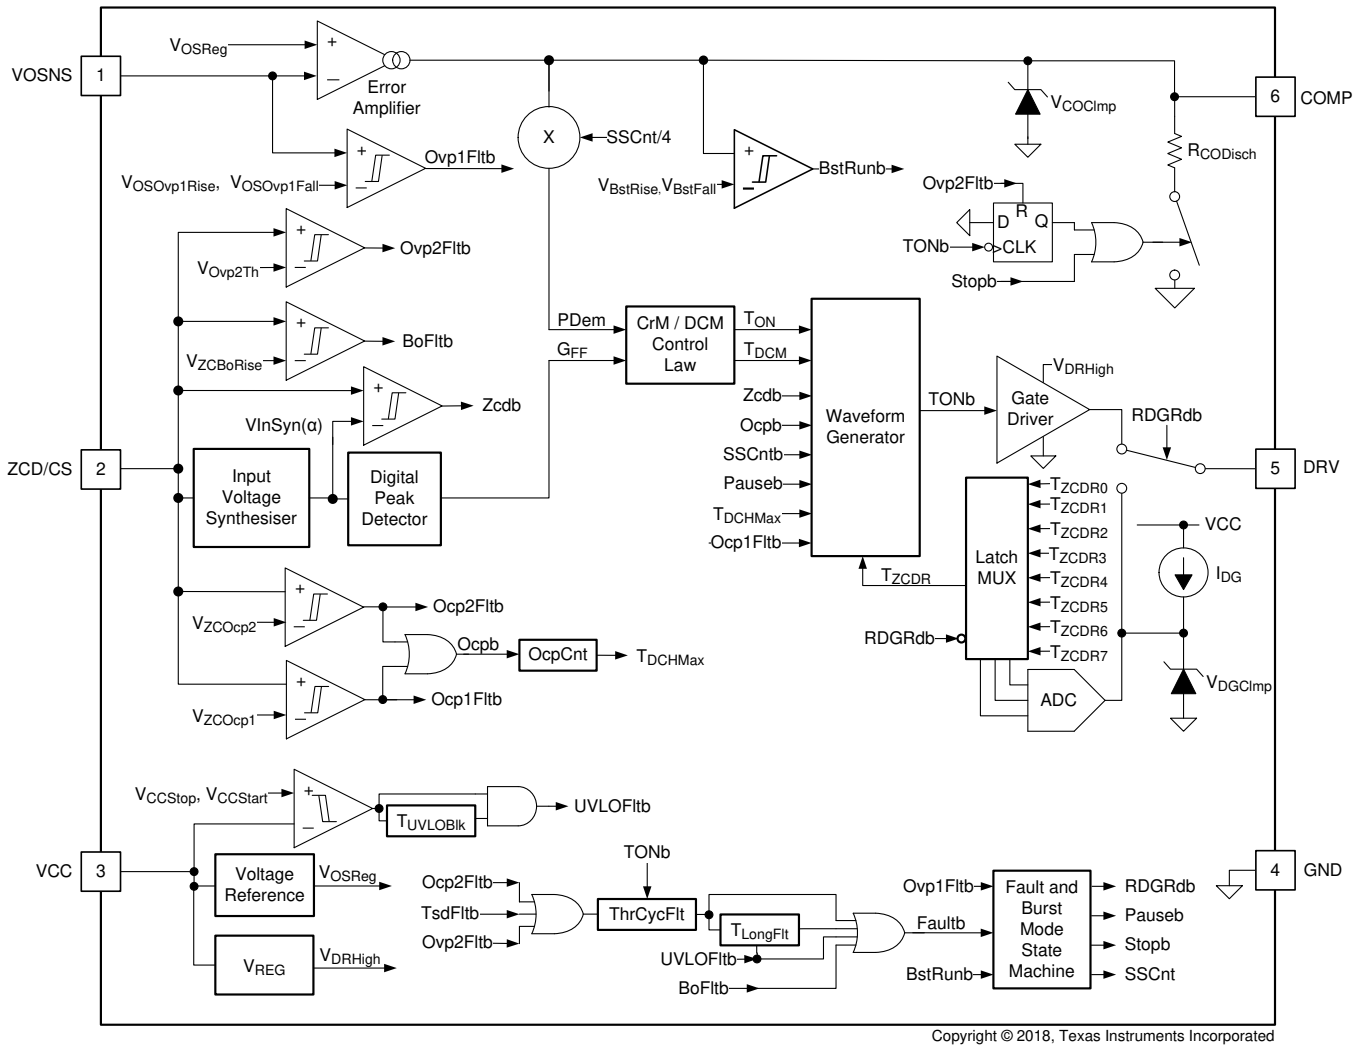 VOSNS
1
VOSReg
+
−
Error
Amplifier
VOSOvp1Rise, VOSOvp1Fall
+
−
Ovp1Fltb
X
SSCnt/4
+
−
VBstRise,VBstFall
BstRunb
VCOClmp
6
COMP
RCODisch
Ovp2Fltb
R
D
Q
CLK
TONb
Stopb
+
−
VOvp2Th
Ovp2Fltb
+
−
VZCBoRise
BoFltb
+
−
VInSyn(α)
Zcdb
ZCD/CS
2
Input
Voltage
Synthesiser
Digital
Peak
Detector
PDem
GFF
CrM / DCM
Control
Law
TON
TDCM
Zcdb
Ocpb
SSCntb
Pauseb
TDCHMax
Ocp1Fltb
Waveform
Generator
TONb
VDRHigh
Gate
Driver
RDGRdb
5
DRV
TZCDR
Latch
MUX
RDGRdb
TZCDR0
TZCDR1
TZCDR2
TZCDR3
TZCDR4
TZCDR5
TZCDR6
TZCDR7
ADC
VCC
IDG
VDGClmp
+
−
VZCOcp2
Ocp2Fltb
+
−
VZCOcp1
Ocp1Fltb
Ocpb
OcpCnt
TDCHMax
VCCStop, VCCStart
+
−
TUVLOBlk
UVLOFltb
VCC
3
Voltage
Reference
VOSReg
VREG
VDRHigh
Ocp2Fltb
TsdFltb
Ovp2Fltb
TONb
ThrCycFlt
TLongFlt
UVLOFltb
BoFltb
Faultb
Ovp1Fltb
BstRunb
Fault and
Burst
Mode
State
Machine
RDGRdb
Pauseb
Stopb
SSCnt
4
GND
Copyright © 2018, Texas Instruments Incorporated